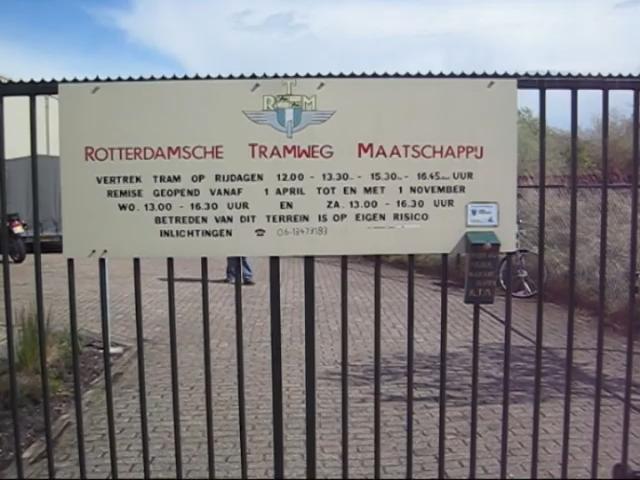 RTM
ROTTERDAMSCHE TRAMWEG MAATSCHAPPIJ
VERTREK TRAM OP RIJDAGEN 12.00 - 13.30 - 15.30 - 16.45 UUR
REMISE GEOPEND VANAF 1 APRIL TOT EN MET 1 NOVEMBER
WO. 13.00 - 16.30 UUR EN ZA. 13.00 - 16.30 UUR
BETREDEN VAN DIT TERREIN IS OP EIGEN RISICO
INLICHTINGEN ☎